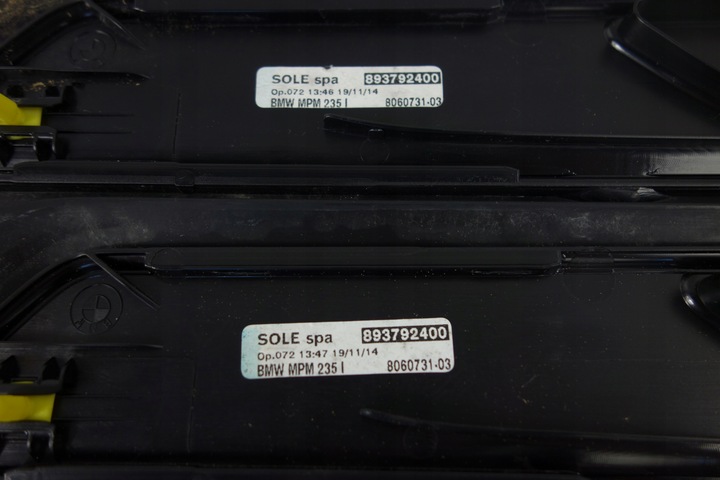 SOLE spa 893792400
Op.072 13:46 19/11/14
BMW MPM 235 I 8060731-03
SOLE spa 893792400
Op.072 13:47 19/11/14
BMW MPM 235 I 8060731-03